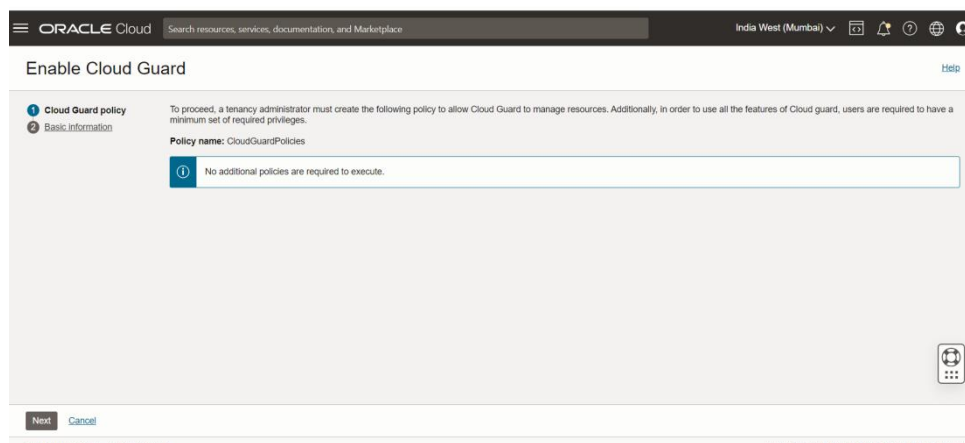 ORACLE Cloud
Search resources, services, documentation, and Marketplace
India West (Mumbai)
Enable Cloud Guard
Help
1 Cloud Guard policy
2 Basic information
To proceed, a tenancy administrator must create the following policy to allow Cloud Guard to manage resources. Additionally, in order to use all the features of Cloud guard, users are required to have a
minimum set of required privileges.
Policy name: CloudGuardPolicies
No additional policies are required to execute.
Next
Cancel